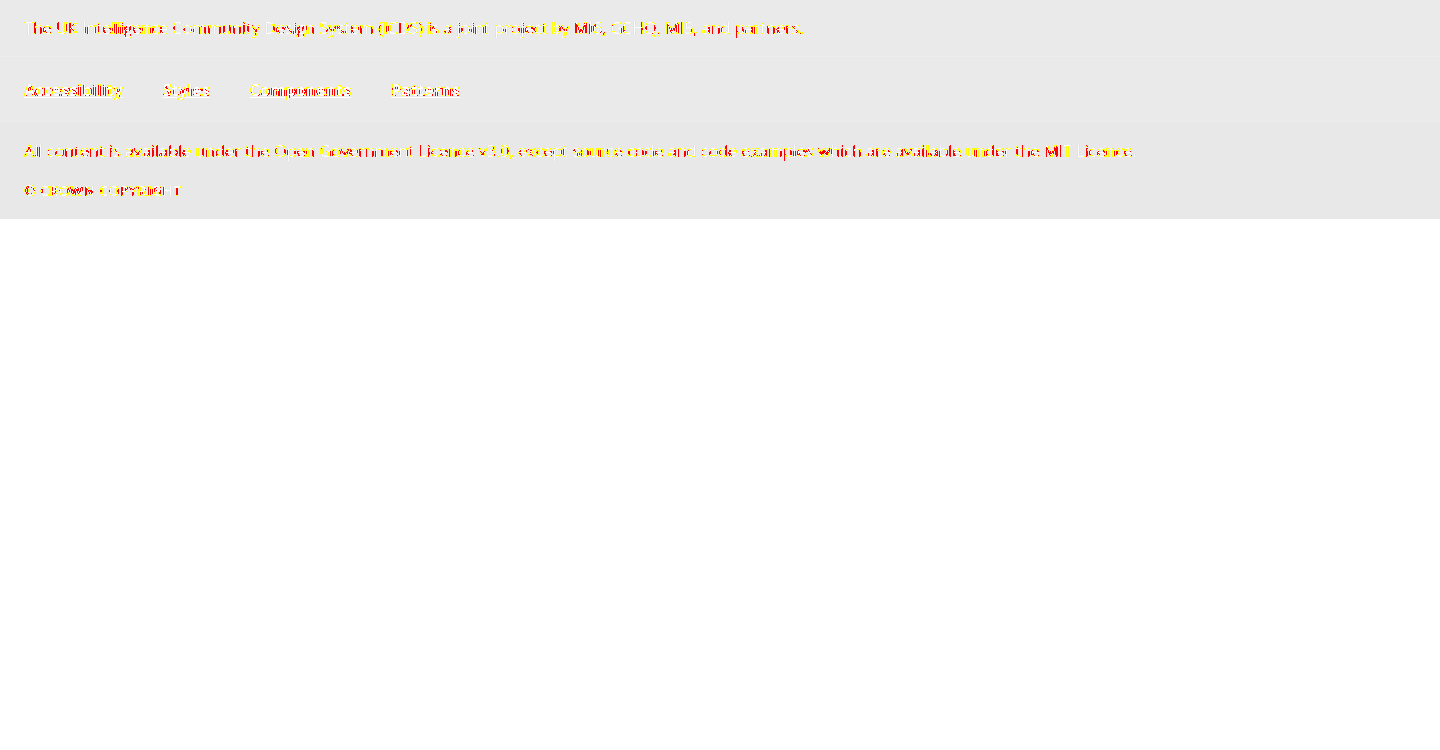 The UK Intelligence Community Design System (ICDS) is a joint project by MI6, GCHQ, MI5, and partners.
Accessibility Styles Components Patterns
All content is available under the Open Government Licence v3.0, except source code and code examples which are available under the MIT Licence.
© CROWN COPYRIGHT